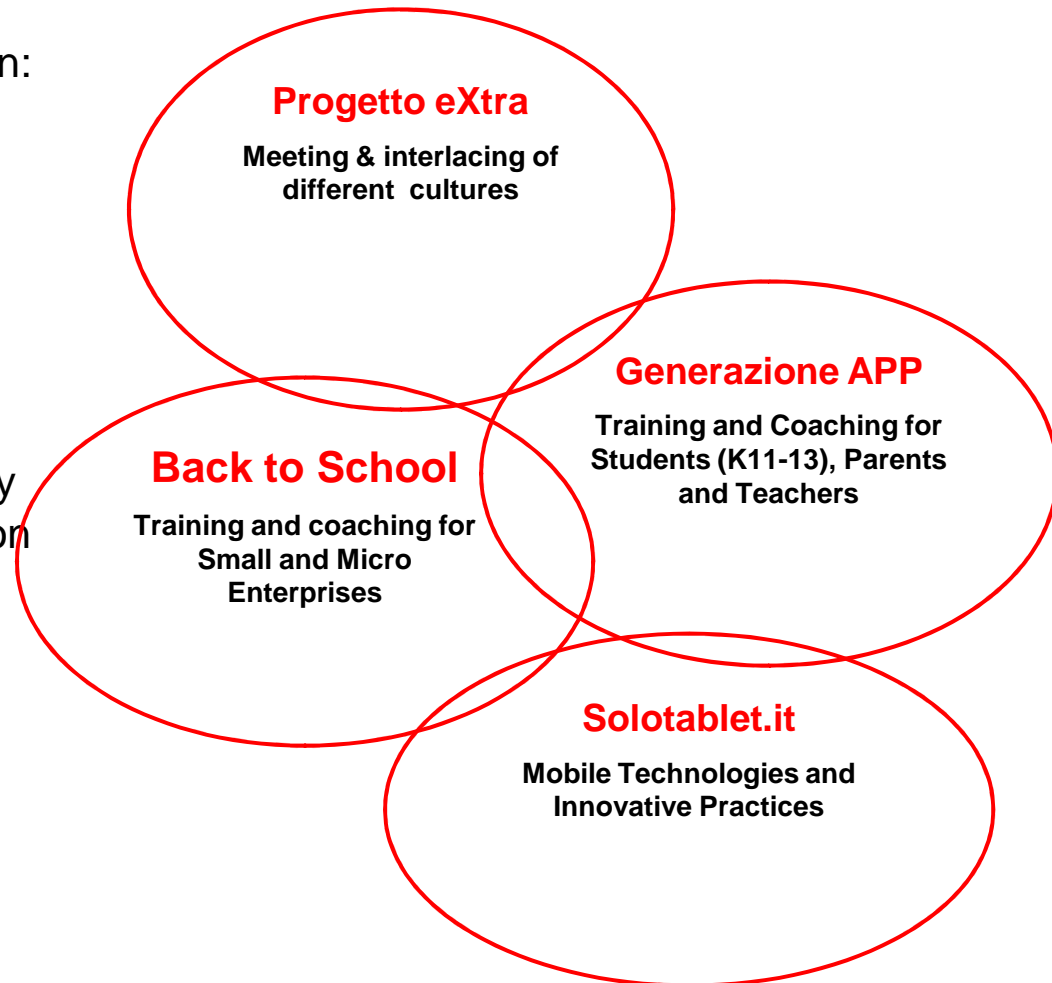 n:
Progetto eXtra
Meeting & interlacing of
different cultures
Generazione APP
Training and Coaching for
Students (K11-13), Parents
and Teachers
y
on
Back to School
Training and coaching for
Small and Micro
Enterprises
Solotablet.it
Mobile Technologies and
Innovative Practices